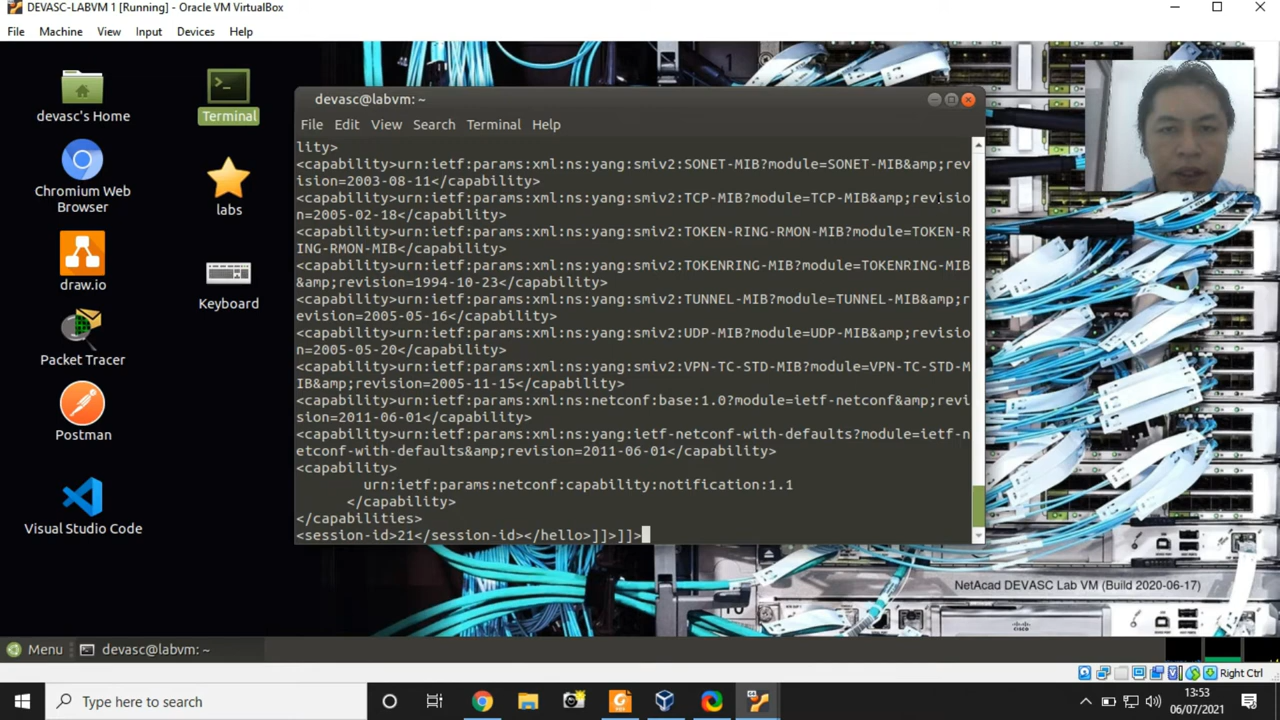 DEVASC-LABVM 1 [Running] - Oracle VM VirtualBox
File Machine View Input Devices Help
devasc's Home
Terminal
Chromium Web
Browser
labs
draw.io
Keyboard
Packet Tracer
Postman
Visual Studio Code
devasc@labvm: ~
File Edit View Search Terminal Help
lity>
<capability>urn:ietf:params:xml:ns:yang:smiv2:SONET-MIB?module=SONET-MIB&amp;rev
ision=2003-08-11</capability>
<capability>urn:ietf:params:xml:ns:yang:smiv2:TCP-MIB?module=TCP-MIB&amp;revisio
n=2005-02-18</capability>
<capability>urn:ietf:params:xml:ns:yang:smiv2:TOKEN-RING-RMON-MIB?module=TOKEN-R
ING-RMON-MIB</capability>
<capability>urn:ietf:params:xml:ns:yang:smiv2:TOKENRING-MIB?module=TOKENRING-MIB
&amp;revision=1994-10-23</capability>
<capability>urn:ietf:params:xml:ns:yang:smiv2:TUNNEL-MIB?module=TUNNEL-MIB&amp;r
evision=2005-05-16</capability>
<capability>urn:ietf:params:xml:ns:yang:smiv2:UDP-MIB?module=UDP-MIB&amp;revisio
n=2005-05-20</capability>
<capability>urn:ietf:params:xml:ns:yang:smiv2:VPN-TC-STD-MIB?module=VPN-TC-STD-M
IB&amp;revision=2005-11-15</capability>
<capability>urn:ietf:params:xml:ns:netconf:base:1.0?module=ietf-netconf&amp;revi
sion=2011-06-01</capability>
<capability>urn:ietf:params:xml:ns:yang:ietf-netconf-with-defaults?module=ietf-n
etconf-with-defaults&amp;revision=2011-06-01</capability>
<capability>
urn:ietf:params:netconf:capability:notification:1.1
</capability>
</capabilities>
<session-id>21</session-id></hello>]]>]]>
NetAcad DEVASC Lab VM (Build 2020-06-17)
CISCO
Menu devasc@labvm: ~
Right Ctrl
Type here to search
13:53
06/07/2021